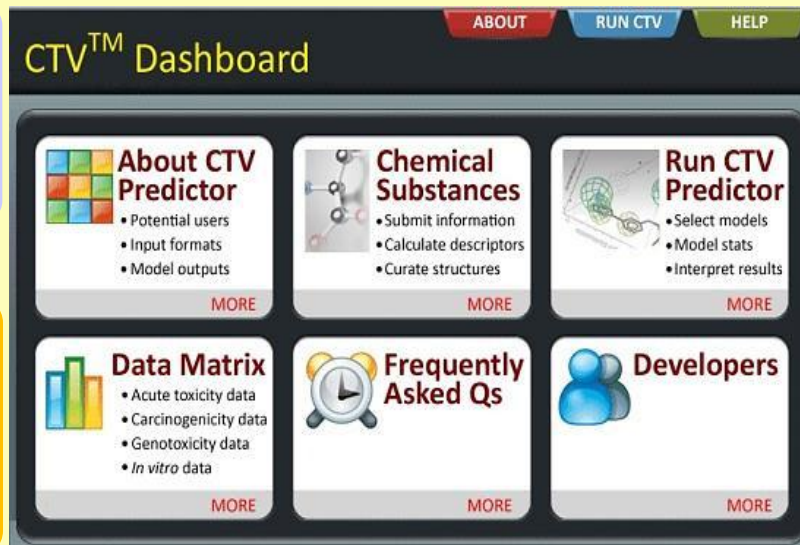 ABOUT
RUN CTV
HELP
CTV™ Dashboard
About CTV
Predictor
• Potential users
• Input formats
• Model outputs
MORE
Chemical
Substances
• Submit information
• Calculate descriptors
• Curate structures
MORE
Run CTV
Predictor
• Select models
• Model stats
• Interpret results
MORE
Data Matrix
• Acute toxicity data
• Carcinogenicity data
• Genotoxicity data
• In vitro data
MORE
Frequently
Asked Qs
MORE
Developers
MORE